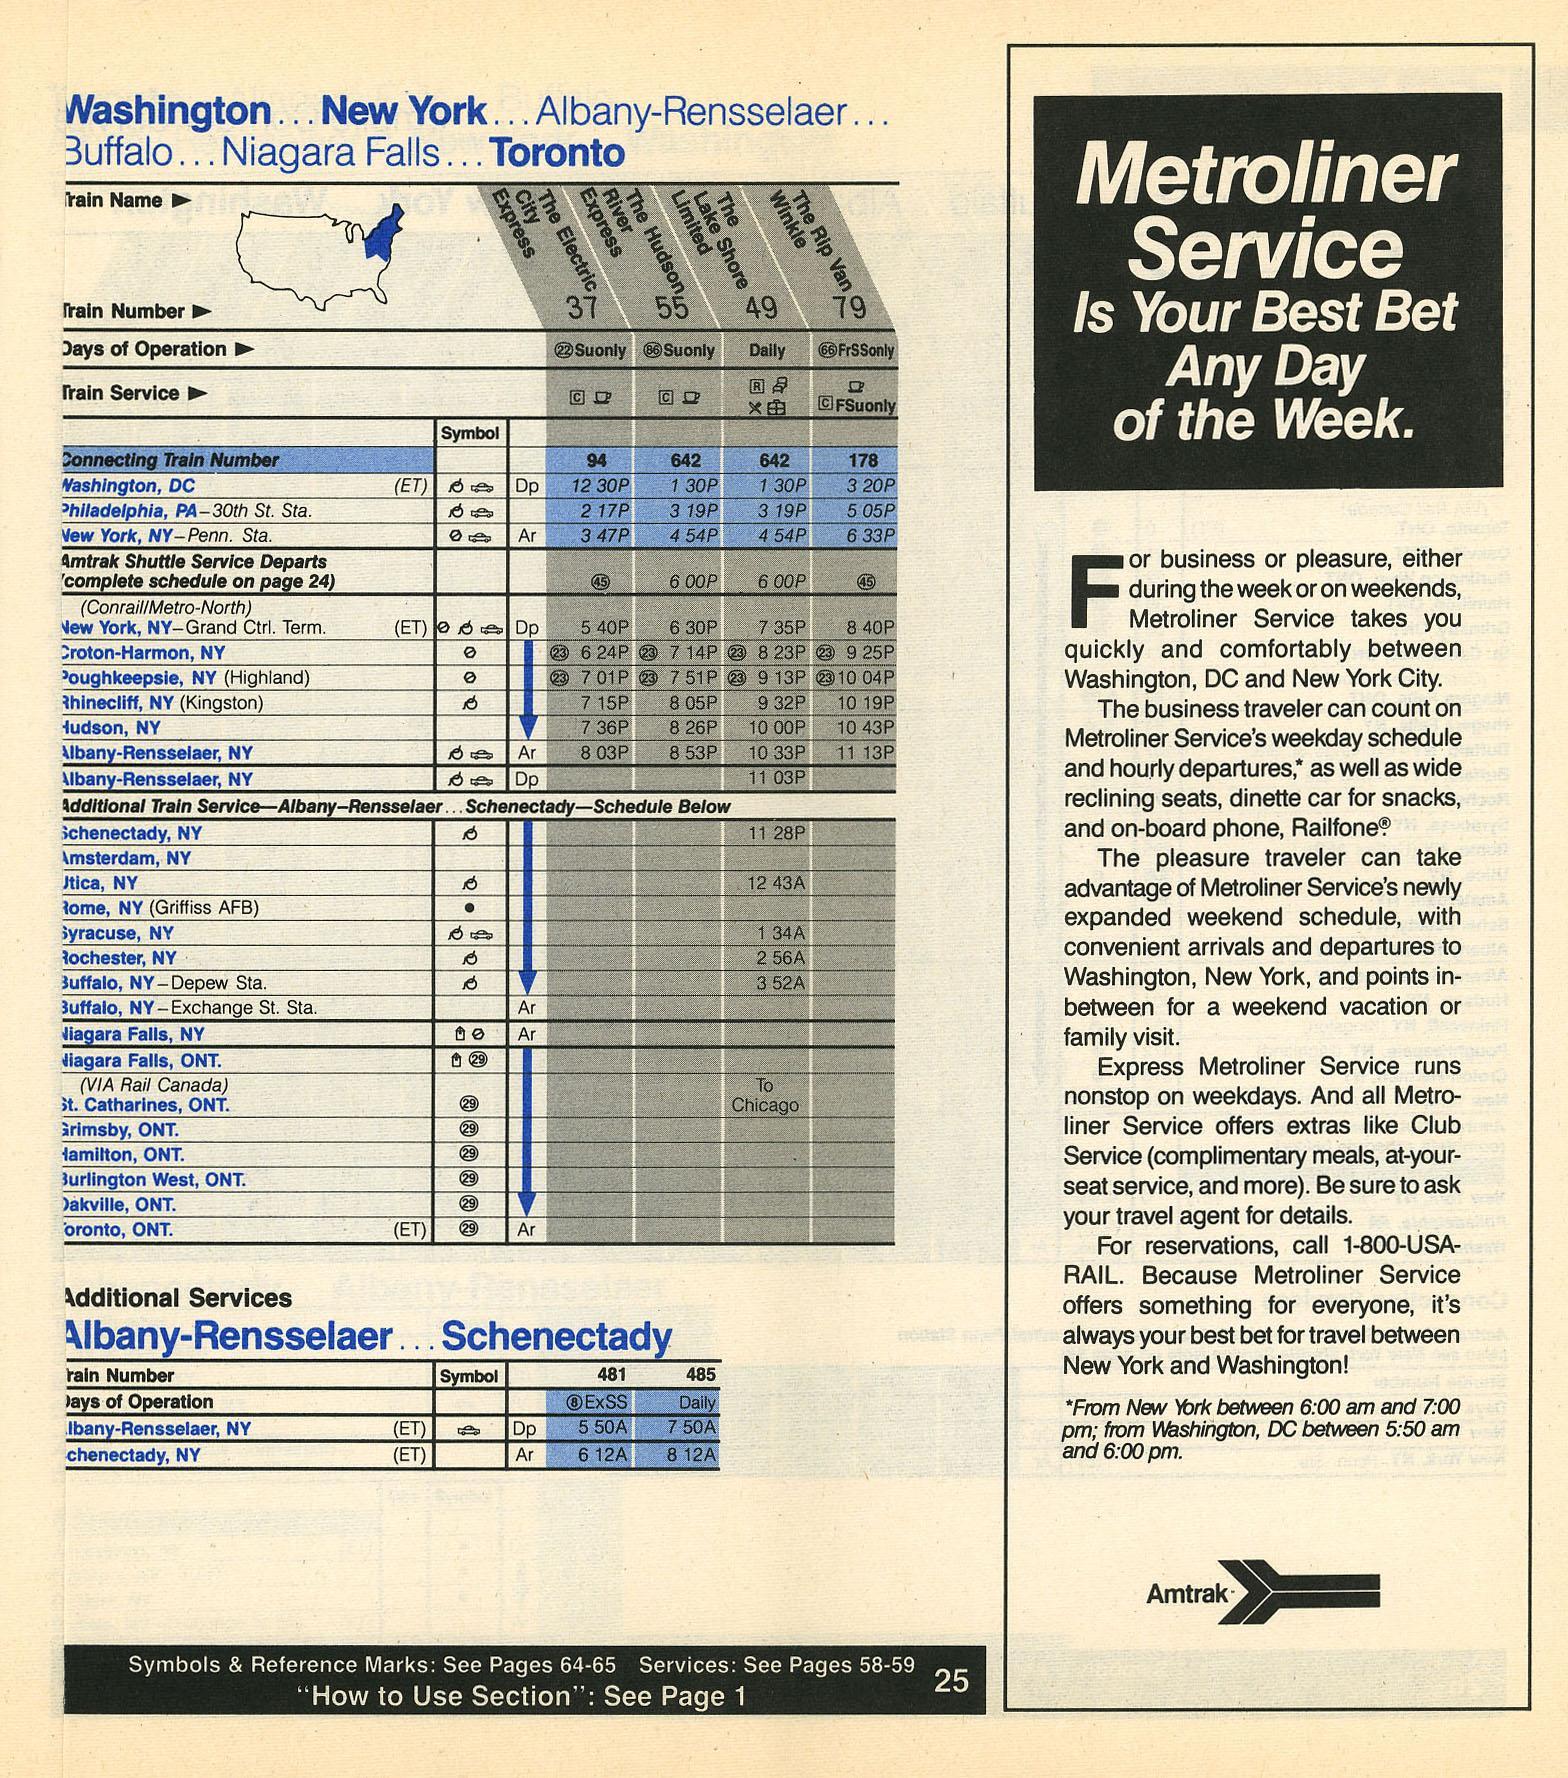 Washington...New York...Albany-Rensselaer...
Buffalo...Niagara Falls...Toronto
Train Name ►
The Electric City Express
The Hudson River Express
The Lake Shore Limited
The Rip Van Winkle
Train Number ► 37 55 49 79
Days of Operation ► ㉒Suonly (86)Suonly Daily (66)FrSSonly
Train Service ► C C R C FSuonly
Symbol
Connecting Train Number 94 642 642 178
Washington, DC (ET) Dp 12 30P 1 30P 1 30P 3 20P
Philadelphia, PA–30th St. Sta. 2 17P 3 19P 3 19P 5 05P
New York, NY–Penn. Sta. Ar 3 47P 4 54P 4 54P 6 33P
Amtrak Shuttle Service Departs
(complete schedule on page 24) ㊺ 6 00P 6 00P ㊺
(Conrail/Metro-North)
New York, NY–Grand Ctrl. Term. (ET) Dp 5 40P 6 30P 7 35P 8 40P
Croton-Harmon, NY ㉓ 6 24P ㉓ 7 14P ㉓ 8 23P ㉓ 9 25P
Poughkeepsie, NY (Highland) ㉓ 7 01P ㉓ 7 51P ㉓ 9 13P ㉓ 10 04P
Rhinecliff, NY (Kingston) 7 15P 8 05P 9 32P 10 19P
Hudson, NY 7 36P 8 26P 10 00P 10 43P
Albany-Rensselaer, NY Ar 8 03P 8 53P 10 33P 11 13P
Albany-Rensselaer, NY Dp 11 03P
Additional Train Service—Albany–Rensselaer...Schenectady—Schedule Below
Schenectady, NY 11 28P
Amsterdam, NY
Utica, NY 12 43A
Rome, NY (Griffiss AFB) ●
Syracuse, NY 1 34A
Rochester, NY 2 56A
Buffalo, NY–Depew Sta. 3 52A
Buffalo, NY–Exchange St. Sta. Ar
Niagara Falls, NY Ar
Niagara Falls, ONT. ㉙
(VIA Rail Canada) To
St. Catharines, ONT. ㉙ Chicago
Grimsby, ONT. ㉙
Hamilton, ONT. ㉙
Burlington West, ONT. ㉙
Oakville, ONT. ㉙
Toronto, ONT. (ET) ㉙ Ar
Additional Services
Albany-Rensselaer...Schenectady
Train Number Symbol 481 485
Days of Operation ⑧ExSS Daily
Albany-Rensselaer, NY (ET) Dp 5 50A 7 50A
Schenectady, NY (ET) Ar 6 12A 8 12A
Symbols & Reference Marks: See Pages 64-65 Services: See Pages 58-59
"How to Use Section": See Page 1
25
Metroliner
Service
Is Your Best Bet
Any Day
of the Week.
For business or pleasure, either
during the week or on weekends,
Metroliner Service takes you
quickly and comfortably between
Washington, DC and New York City.
The business traveler can count on
Metroliner Service's weekday schedule
and hourly departures,* as well as wide
reclining seats, dinette car for snacks,
and on-board phone, Railfone®.
The pleasure traveler can take
advantage of Metroliner Service's newly
expanded weekend schedule, with
convenient arrivals and departures to
Washington, New York, and points in-
between for a weekend vacation or
family visit.
Express Metroliner Service runs
nonstop on weekdays. And all Metro-
liner Service offers extras like Club
Service (complimentary meals, at-your-
seat service, and more). Be sure to ask
your travel agent for details.
For reservations, call 1-800-USA-
RAIL. Because Metroliner Service
offers something for everyone, it's
always your best bet for travel between
New York and Washington!
*From New York between 6:00 am and 7:00
pm; from Washington, DC between 5:50 am
and 6:00 pm.
Amtrak